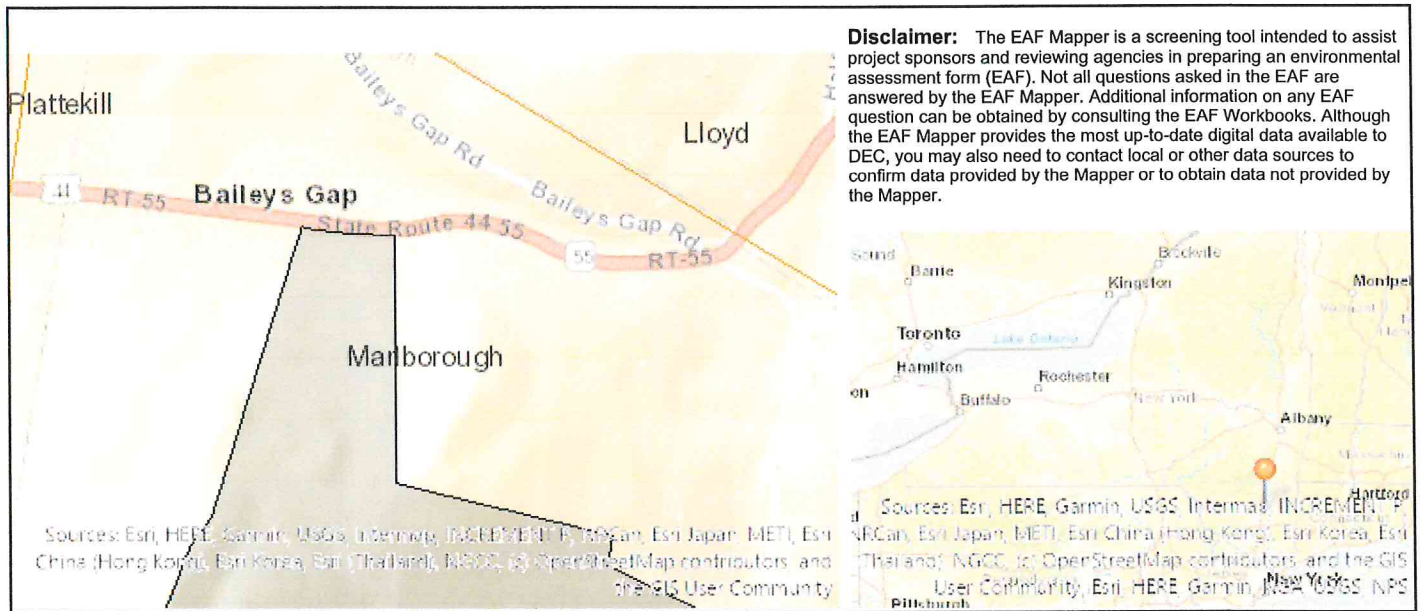 Disclaimer: The EAF Mapper is a screening tool intended to assist
project sponsors and reviewing agencies in preparing an environmental
assessment form (EAF). Not all questions asked in the EAF are
answered by the EAF Mapper. Additional information on any EAF
question can be obtained by consulting the EAF Workbooks. Although
the EAF Mapper provides the most up-to-date digital data available to
DEC, you may also need to contact local or other data sources to
confirm data provided by the Mapper or to obtain data not provided by
the Mapper.
Plattekill
Baileys Gap Rd
Lloyd
Baileys Gap
RT 55
State Route 44 55
Baileys Gap Rd
55
RT-55
Marlborough
Sources: Esri, HERE, Garmin, USGS, Intermap, INCREMENT P, NRCan, Esri Japan, METI, Esri
China (Hong Kong), Esri Korea, Esri (Thailand), NGCC, (c) OpenStreetMap contributors, and
the GIS User Community
Sound
Barrie
Kingston
Brockville
Toronto
Lake Ontario
Hamilton
Rochester
Buffalo
New York
Albany
Hartford
Sources: Esri, HERE, Garmin, USGS, Intermap, INCREMENT P,
NRCan, Esri Japan, METI, Esri China (Hong Kong), Esri Korea, Esri
(Thailand), NGCC, (c) OpenStreetMap contributors, and the GIS
User Community, Esri, HERE, Garmin, NGA, USGS, NPS
New York
Pittsburgh